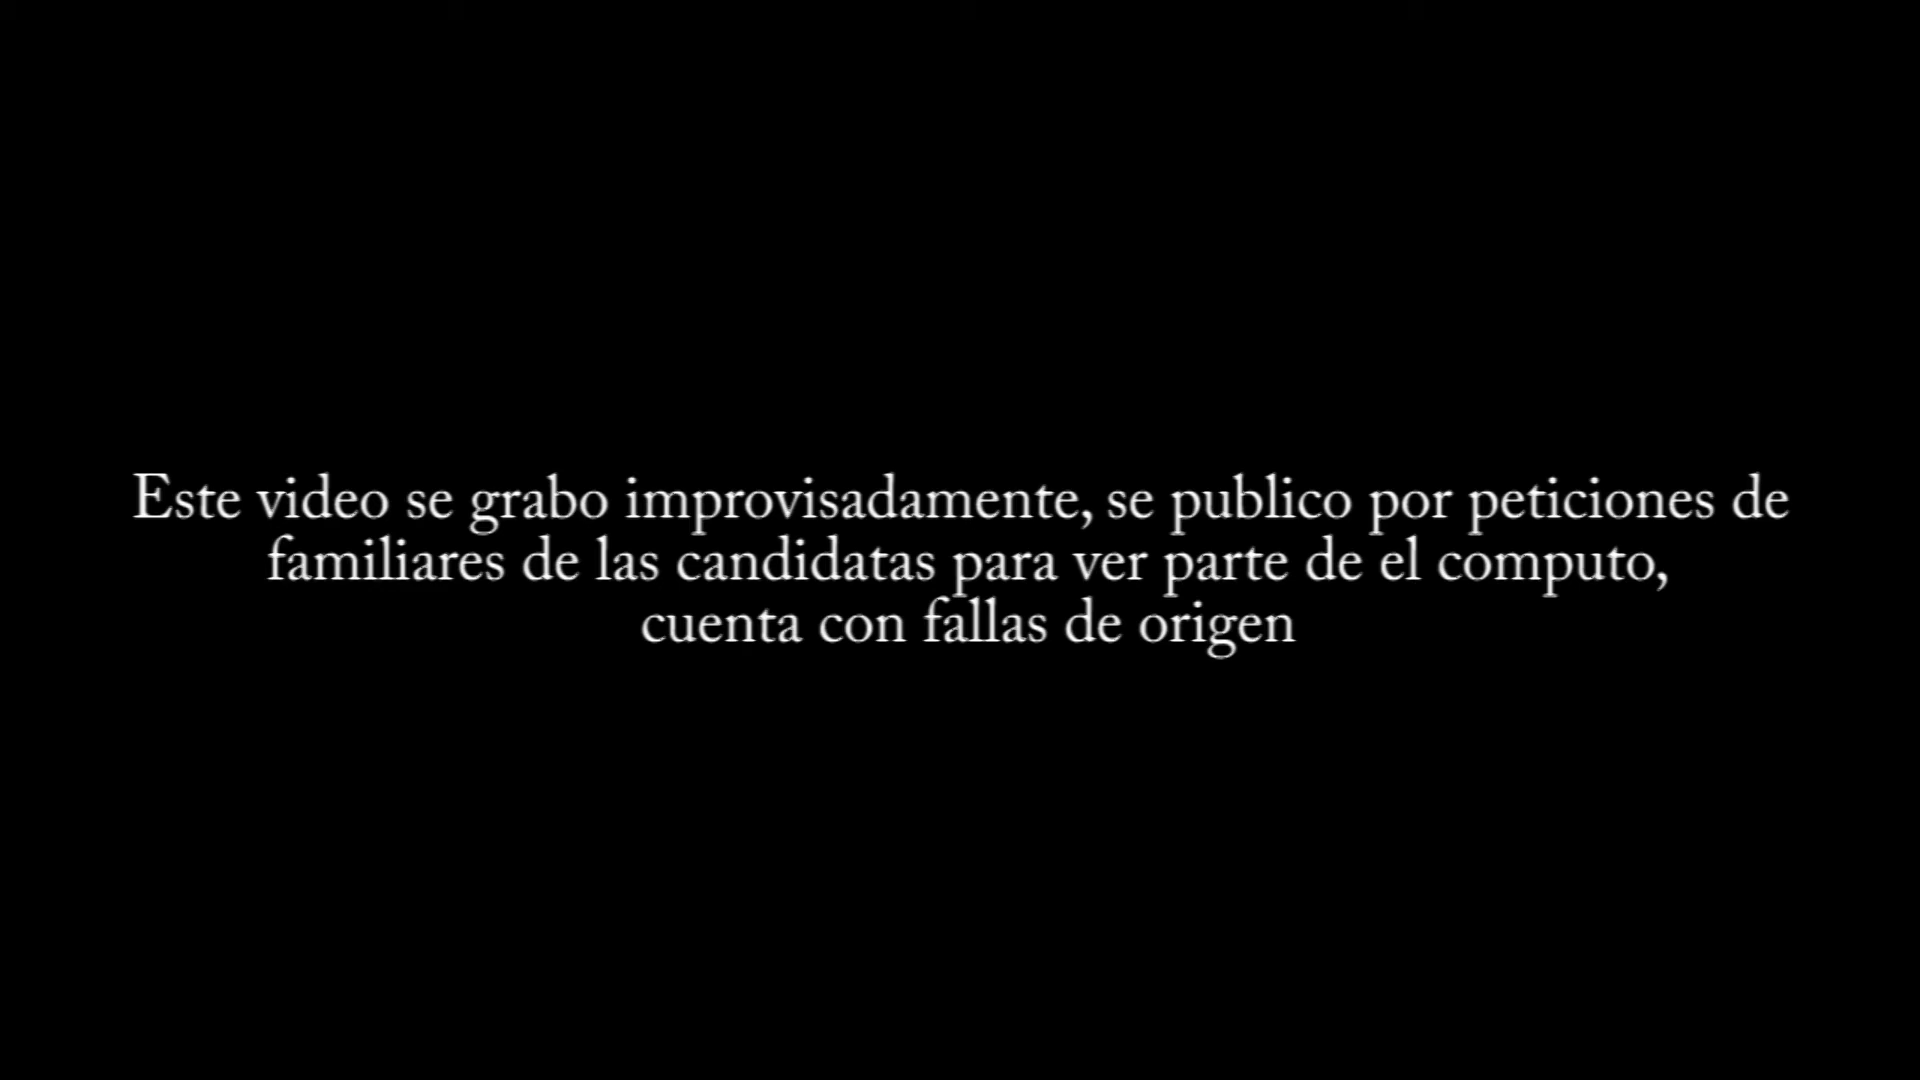 Este video se grabo improvisadamente, se publico por peticiones de
familiares de las candidatas para ver parte de el computo,
cuenta con fallas de origen